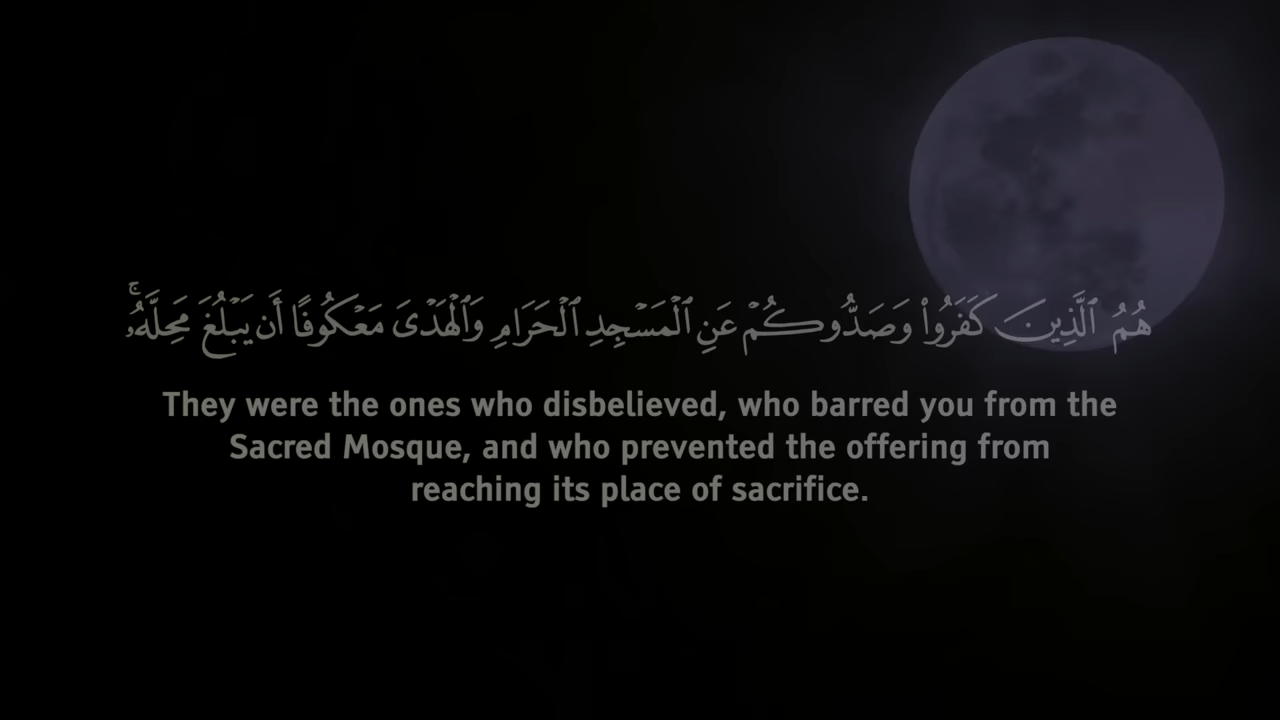 هُمُ ٱلَّذِينَ كَفَرُوا۟ وَصَدُّوكُمْ عَنِ ٱلْمَسْجِدِ ٱلْحَرَامِ وَٱلْهَدْىَ مَعْكُوفًا أَن يَبْلُغَ مَحِلَّهُۥ ۚ
They were the ones who disbelieved, who barred you from the
Sacred Mosque, and who prevented the offering from
reaching its place of sacrifice.